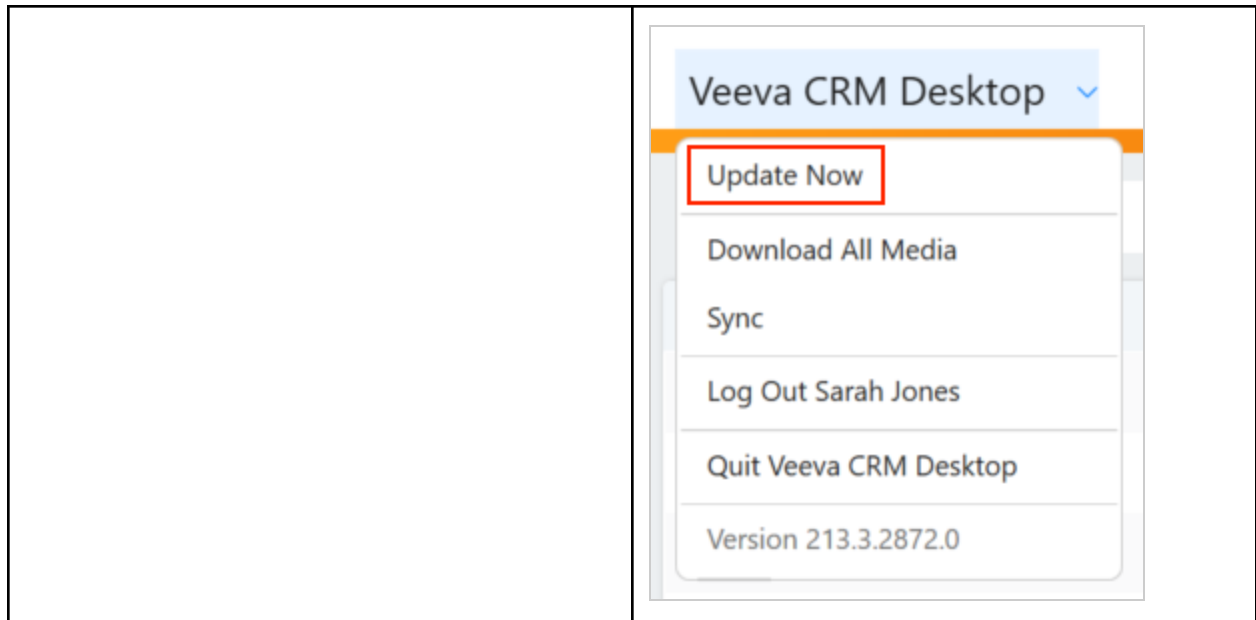 Veeva CRM Desktop
Update Now
Download All Media
Sync
Log Out Sarah Jones
Quit Veeva CRM Desktop
Version 213.3.2872.0